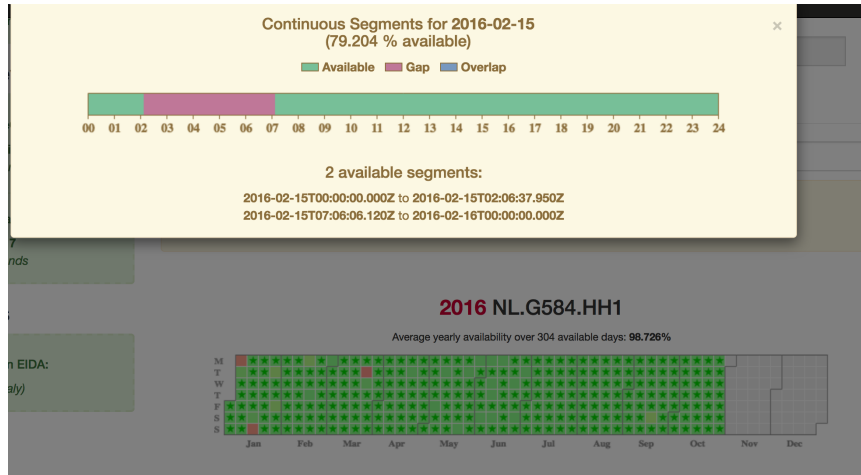 Continuous Segments for 2016-02-15
×
(79.204 % available)
Available Gap Overlap
00 01 02 03 04 05 06 07 08 09 10 11 12 13 14 15 16 17 18 19 20 21 22 23 24
2 available segments:
2016-02-15T00:00:00.000Z to 2016-02-15T02:06:37.950Z
2016-02-15T07:06:06.120Z to 2016-02-16T00:00:00.000Z
7
nds
n EIDA:
aly)
2016 NL.G584.HH1
Average yearly availability over 304 available days: 98.726%
M
T
W
T
F
S
S
Jan Feb Mar Apr May Jun Jul Aug Sep Oct Nov Dec